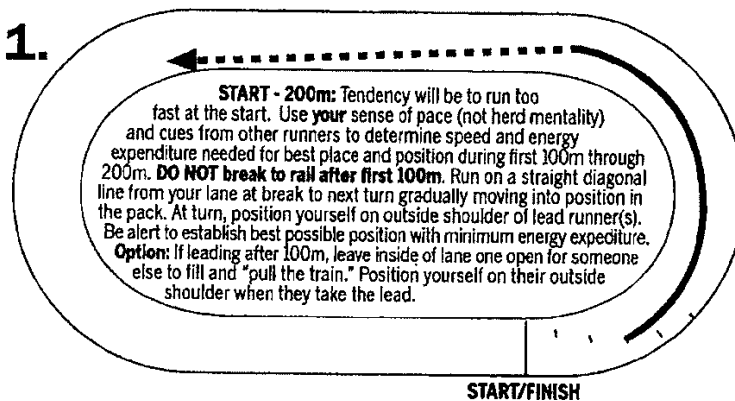 1.
START - 200m: Tendency will be to run too
fast at the start. Use your sense of pace (not herd mentality)
and cues from other runners to determine speed and energy
expenditure needed for best place and position during first 100m through
200m. DO NOT break to rail after first 100m. Run on a straight diagonal
line from your lane at break to next turn gradually moving into position in
the pack. At turn, position yourself on outside shoulder of lead runner(s).
Be alert to establish best possible position with minimum energy expediture.
Option: If leading after 100m, leave inside of lane one open for someone
else to fill and "pull the train." Position yourself on their outside
shoulder when they take the lead.
START/FINISH